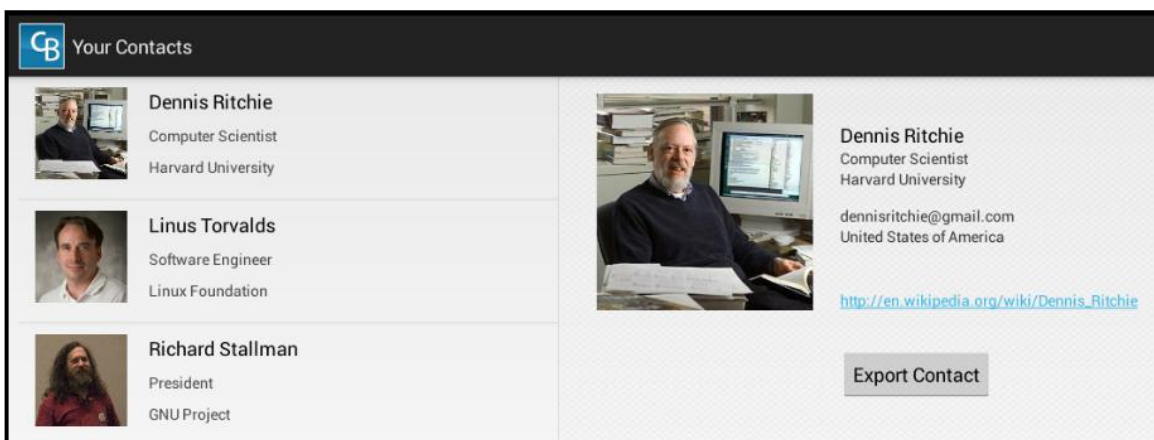 CB Your Contacts
Dennis Ritchie
Computer Scientist
Harvard University
Linus Torvalds
Software Engineer
Linux Foundation
Richard Stallman
President
GNU Project
Dennis Ritchie
Computer Scientist
Harvard University
dennisritchie@gmail.com
United States of America
http://en.wikipedia.org/wiki/Dennis_Ritchie
Export Contact